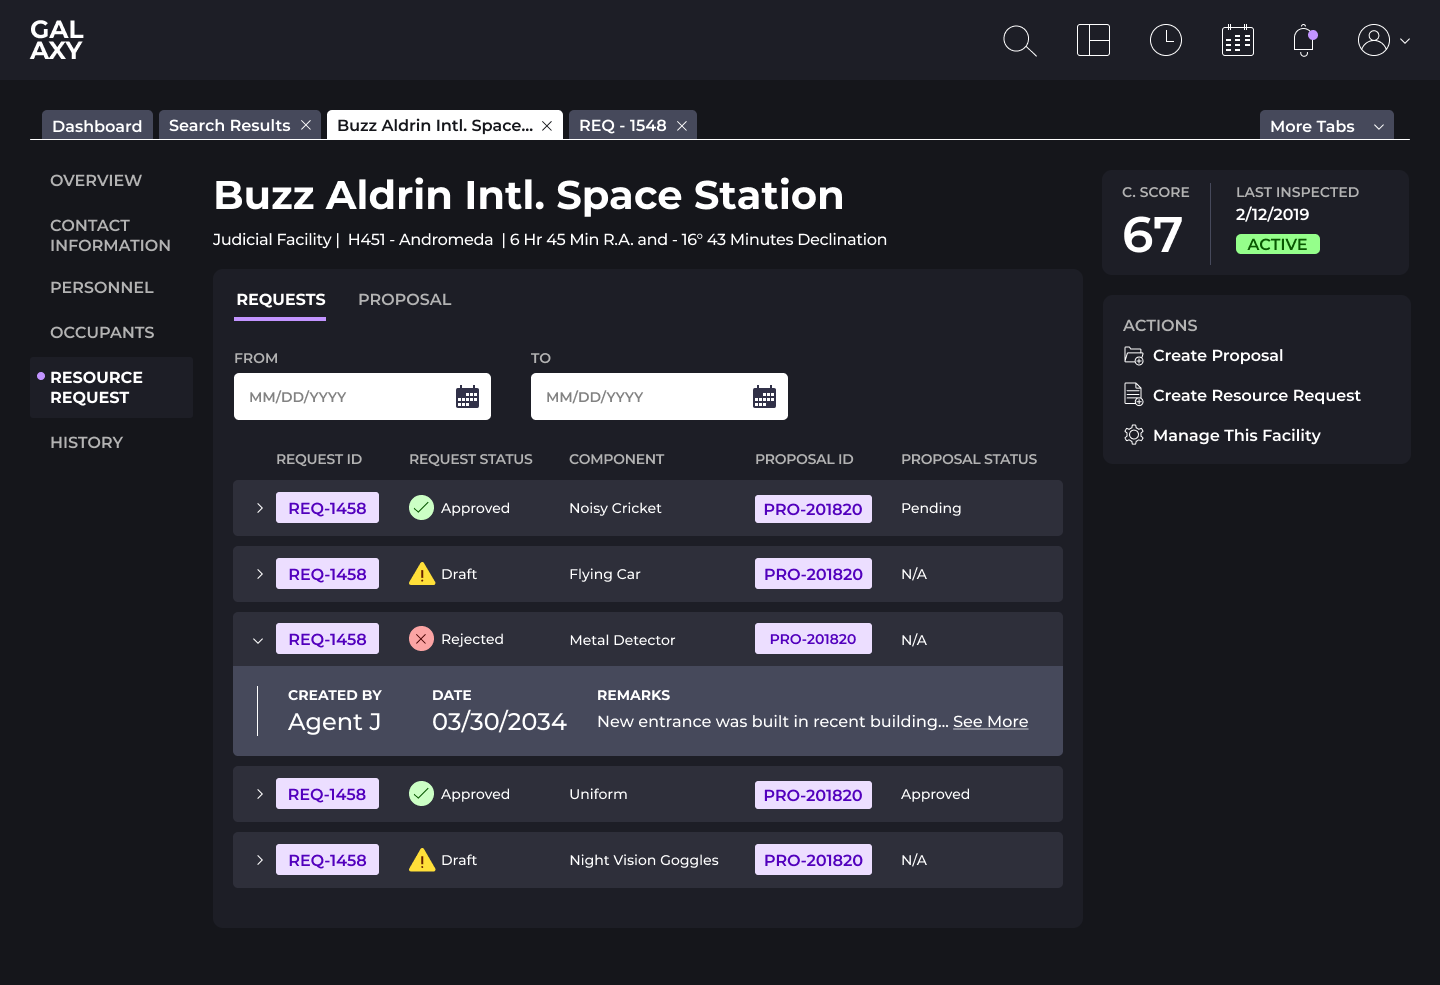 GAL
AXY
Dashboard
Search Results
Buzz Aldrin Intl. Space...
REQ - 1548
More Tabs
OVERVIEW
CONTACT
INFORMATION
PERSONNEL
OCCUPANTS
RESOURCE
REQUEST
HISTORY
Buzz Aldrin Intl. Space Station
Judicial Facility | H451 - Andromeda | 6 Hr 45 Min R.A. and - 16° 43 Minutes Declination
C. SCORE
67
LAST INSPECTED
2/12/2019
ACTIVE
ACTIONS
Create Proposal
Create Resource Request
Manage This Facility
REQUESTS PROPOSAL
FROM TO
MM/DD/YYYY MM/DD/YYYY
REQUEST ID REQUEST STATUS COMPONENT PROPOSAL ID PROPOSAL STATUS
REQ-1458 Approved Noisy Cricket PRO-201820 Pending
REQ-1458 Draft Flying Car PRO-201820 N/A
REQ-1458 Rejected Metal Detector PRO-201820 N/A
CREATED BY DATE REMARKS
Agent J 03/30/2034 New entrance was built in recent building... See More
REQ-1458 Approved Uniform PRO-201820 Approved
REQ-1458 Draft Night Vision Goggles PRO-201820 N/A